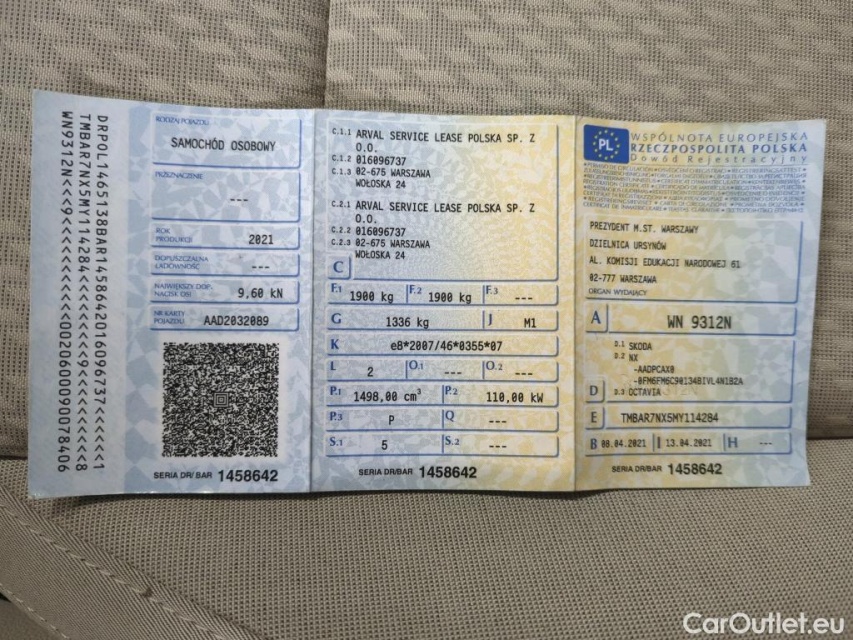 DRPOL1465138BAR145864201609673 7<<<<<<1
TMBAR7NX5MY114284<<<<<<<<<<<<<<<<8
WN9312N<<<9<<<<<<<<<<<<0020600900078406
RODZAJ POJAZDU
SAMOCHÓD OSOBOWY
PRZEZNACZENIE
---
ROK PRODUKCJI
2021
DOPUSZCZALNA ŁADOWNOŚĆ
---
NAJWIĘKSZY DOP. NACISK OSI
9,60 kN
NR KARTY POJAZDU
AAD2032089
SERIA DR/BAR 1458642
C.1.1 ARVAL SERVICE LEASE POLSKA SP. Z
O.O.
C.1.2 016096737
C.1.3 02-675 WARSZAWA
WOŁOSKA 24
C.2.1 ARVAL SERVICE LEASE POLSKA SP. Z
O.O.
C.2.2 016096737
C.2.3 02-675 WARSZAWA
WOŁOSKA 24
C
F.1 1900 kg F.2 1900 kg F.3 ---
G 1336 kg J M1
K e8*2007/46*0355*07
L 2 O.1 --- O.2 ---
P.1 1498,00 cm³ P.2 110,00 kW
P.3 P Q ---
S.1 5 S.2 ---
SERIA DR/BAR 1458642
PL
WSPÓLNOTA EUROPEJSKA
RZECZPOSPOLITA POLSKA
Dowód Rejestracyjny
PREZYDENT M.ST. WARSZAWY
DZIELNICA URSYNÓW
AL. KOMISJI EDUKACJI NARODOWEJ 61
02-777 WARSZAWA
ORGAN WYDAJĄCY
A WN 9312N
D.1 SKODA
D.2 NX
-AADPCAX0
-0FM6FM6C90134BIVL4N1B2A
D D.3 OCTAVIA
E TMBAR7NX5MY114284
B 08.04.2021 I 13.04.2021 H ---
SERIA DR/BAR 1458642
CarOutlet.eu